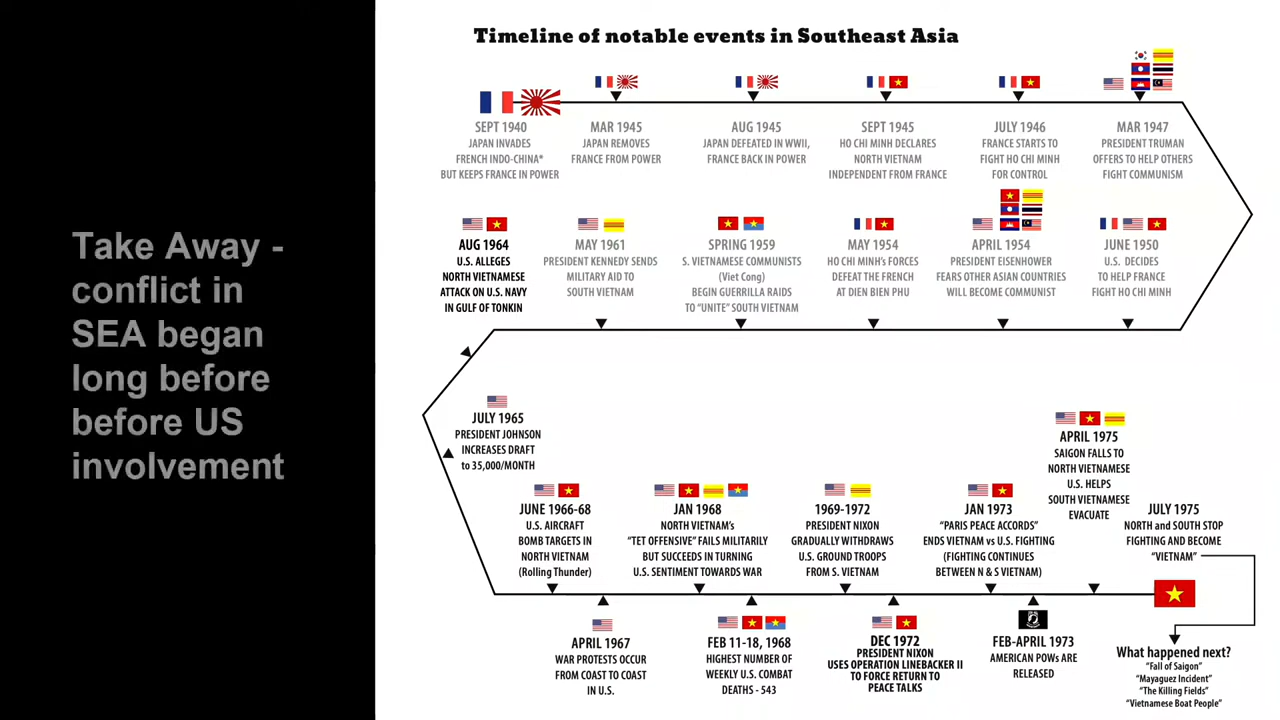 Take Away -
conflict in
SEA began
long before
before US
involvement
Timeline of notable events in Southeast Asia
SEPT 1940
JAPAN INVADES
FRENCH INDO-CHINA*
BUT KEEPS FRANCE IN POWER
MAR 1945
JAPAN REMOVES
FRANCE FROM POWER
AUG 1945
JAPAN DEFEATED IN WWII,
FRANCE BACK IN POWER
SEPT 1945
HO CHI MINH DECLARES
NORTH VIETNAM
INDEPENDENT FROM FRANCE
JULY 1946
FRANCE STARTS TO
FIGHT HO CHI MINH
FOR CONTROL
MAR 1947
PRESIDENT TRUMAN
OFFERS TO HELP OTHERS
FIGHT COMMUNISM
AUG 1964
U.S. ALLEGES
NORTH VIETNAMESE
ATTACK ON U.S. NAVY
IN GULF OF TONKIN
MAY 1961
PRESIDENT KENNEDY SENDS
MILITARY AID TO
SOUTH VIETNAM
SPRING 1959
S. VIETNAMESE COMMUNISTS
(Viet Cong)
BEGIN GUERRILLA RAIDS
TO "UNITE" SOUTH VIETNAM
MAY 1954
HO CHI MINH'S FORCES
DEFEAT THE FRENCH
AT DIEN BIEN PHU
APRIL 1954
PRESIDENT EISENHOWER
FEARS OTHER ASIAN COUNTRIES
WILL BECOME COMMUNIST
JUNE 1950
U.S. DECIDES
TO HELP FRANCE
FIGHT HO CHI MINH
JULY 1965
PRESIDENT JOHNSON
INCREASES DRAFT
to 35,000/MONTH
JUNE 1966-68
U.S. AIRCRAFT
BOMB TARGETS IN
NORTH VIETNAM
(Rolling Thunder)
JAN 1968
NORTH VIETNAM's
"TET OFFENSIVE" FAILS MILITARILY
BUT SUCCEEDS IN TURNING
U.S. SENTIMENT TOWARDS WAR
1969-1972
PRESIDENT NIXON
GRADUALLY WITHDRAWS
U.S. GROUND TROOPS
FROM S. VIETNAM
JAN 1973
"PARIS PEACE ACCORDS"
ENDS VIETNAM vs U.S. FIGHTING
(FIGHTING CONTINUES
BETWEEN N & S VIETNAM)
APRIL 1975
SAIGON FALLS TO
NORTH VIETNAMESE
U.S. HELPS
SOUTH VIETNAMESE
EVACUATE
JULY 1975
NORTH and SOUTH STOP
FIGHTING AND BECOME
"VIETNAM"
APRIL 1967
WAR PROTESTS OCCUR
FROM COAST TO COAST
IN U.S.
FEB 11-18, 1968
HIGHEST NUMBER OF
WEEKLY U.S. COMBAT
DEATHS - 543
DEC 1972
PRESIDENT NIXON
USES OPERATION LINEBACKER II
TO FORCE RETURN TO
PEACE TALKS
FEB-APRIL 1973
AMERICAN POWs ARE
RELEASED
What happened next?
"Fall of Saigon"
"Mayaguez Incident"
"The Killing Fields"
"Vietnamese Boat People"